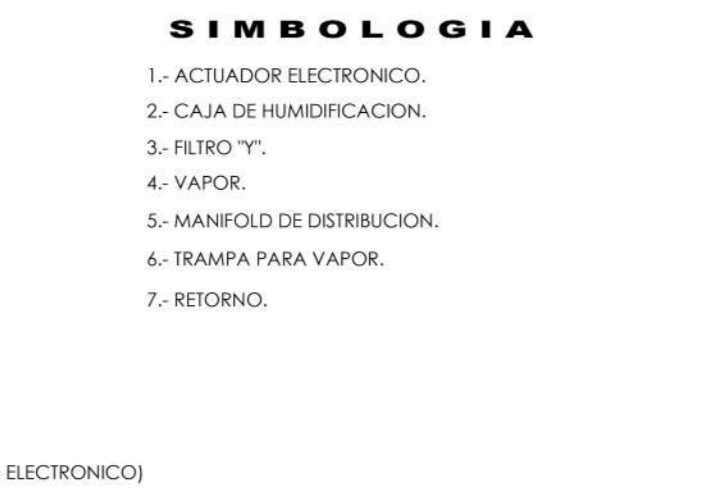 SIMBOLOGIA
1.- ACTUADOR ELECTRONICO.
2.- CAJA DE HUMIDIFICACION.
3.- FILTRO "Y".
4.- VAPOR.
5.- MANIFOLD DE DISTRIBUCION.
6.- TRAMPA PARA VAPOR.
7.- RETORNO.
ELECTRONICO)